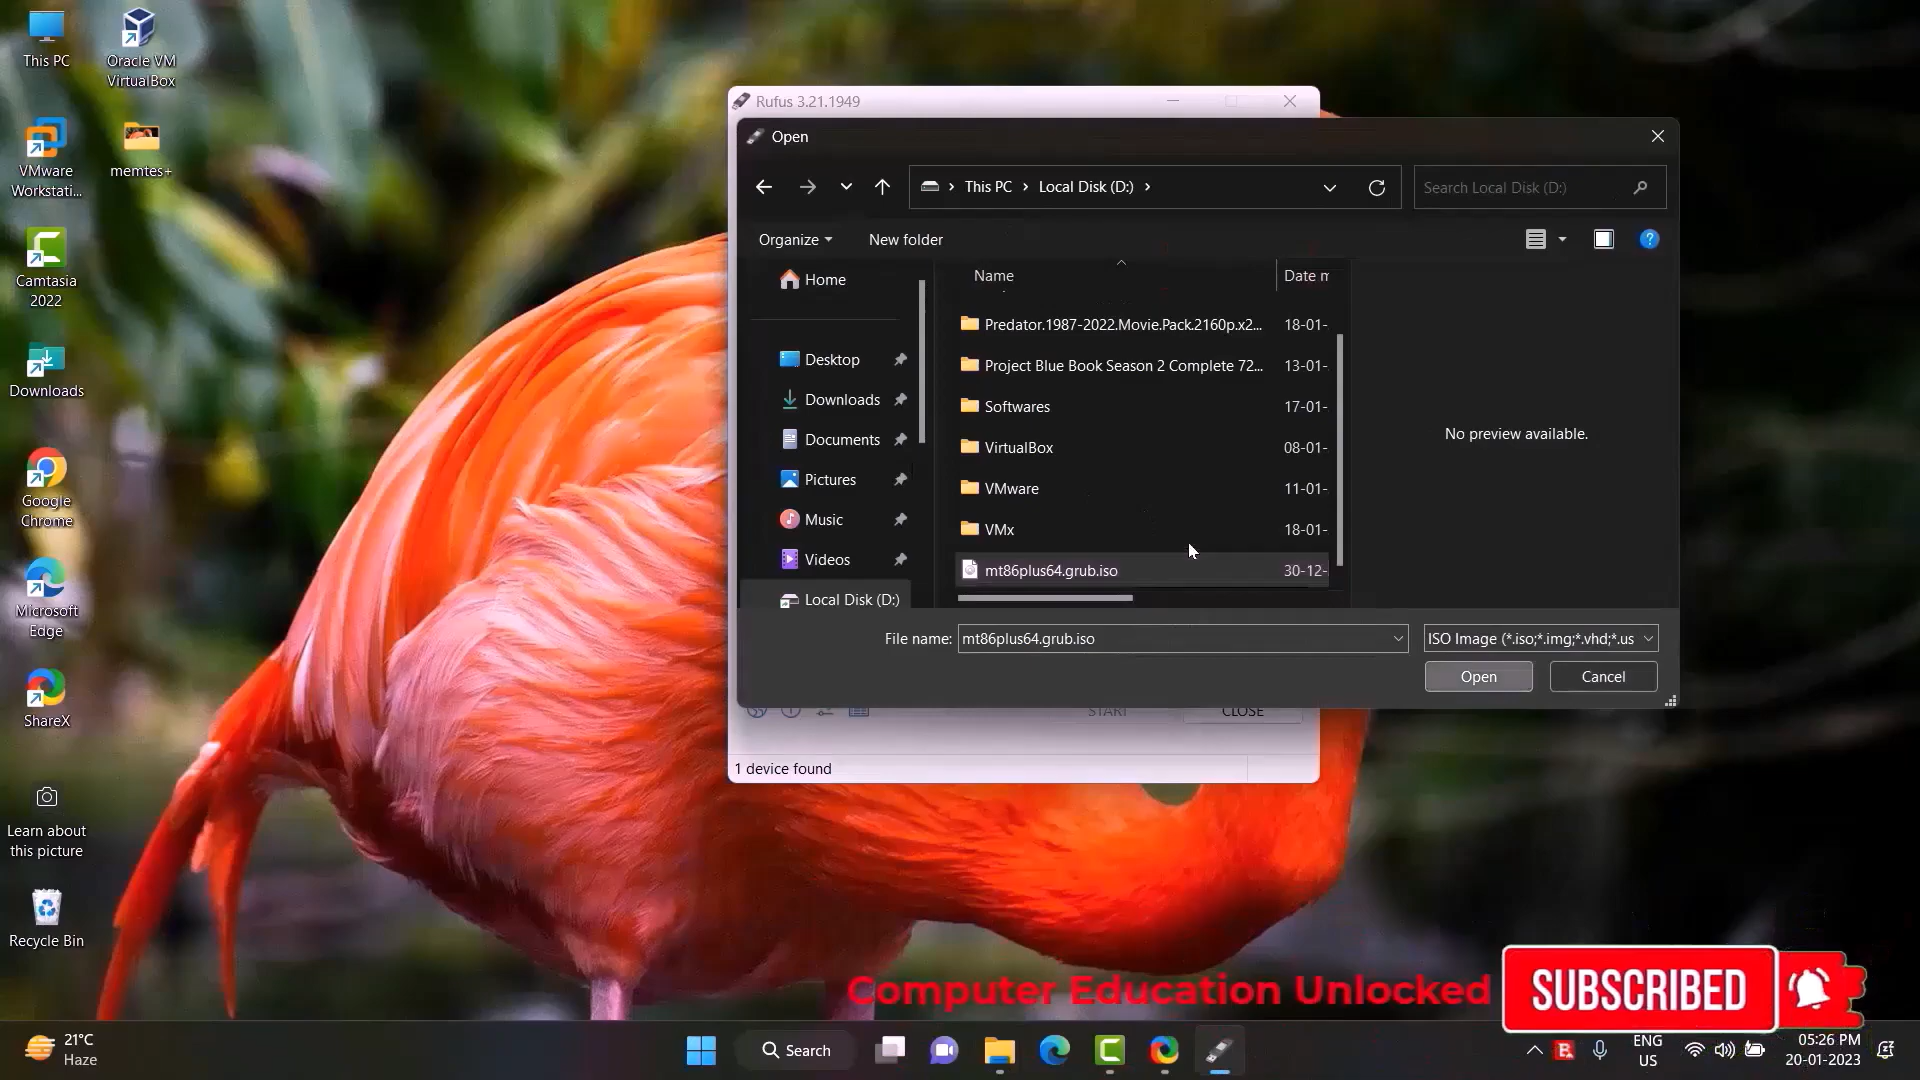 This PC
Oracle VM
VirtualBox
VMware
Workstati...
memtes+
Camtasia
2022
Downloads
Google
Chrome
Microsoft
Edge
ShareX
Learn about
this picture
Recycle Bin
Rufus 3.21.1949
Open
This PC
Local Disk (D:)
Search Local Disk (D:)
Organize
New folder
Home
Desktop
Downloads
Documents
Pictures
Music
Videos
Local Disk (D:)
Name
Date m
Predator.1987-2022.Movie.Pack.2160p.x2...
18-01-
Project Blue Book Season 2 Complete 72...
13-01-
Softwares
17-01-
VirtualBox
08-01-
VMware
11-01-
VMx
18-01-
mt86plus64.grub.iso
30-12-
No preview available.
File name:
mt86plus64.grub.iso
ISO Image (*.iso;*.img;*.vhd;*.us
Open
Cancel
START
CLOSE
1 device found
Computer Education Unlocked
SUBSCRIBED
21°C
Haze
Search
ENG
US
05:26 PM
20-01-2023